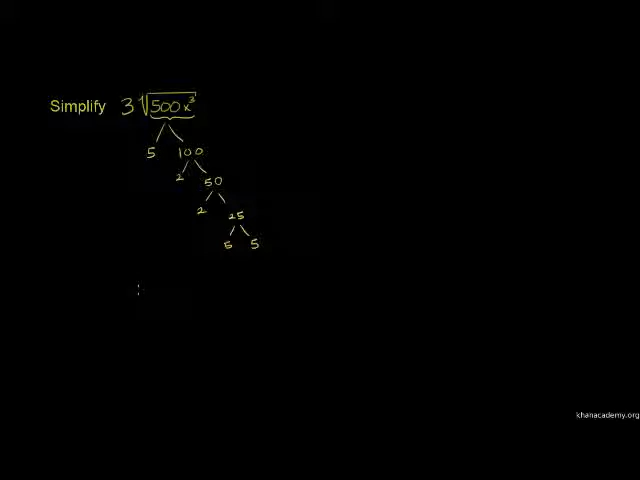 Simplify 3√500x³
5 100
2 50
2 25
5 5
khanacademy.org